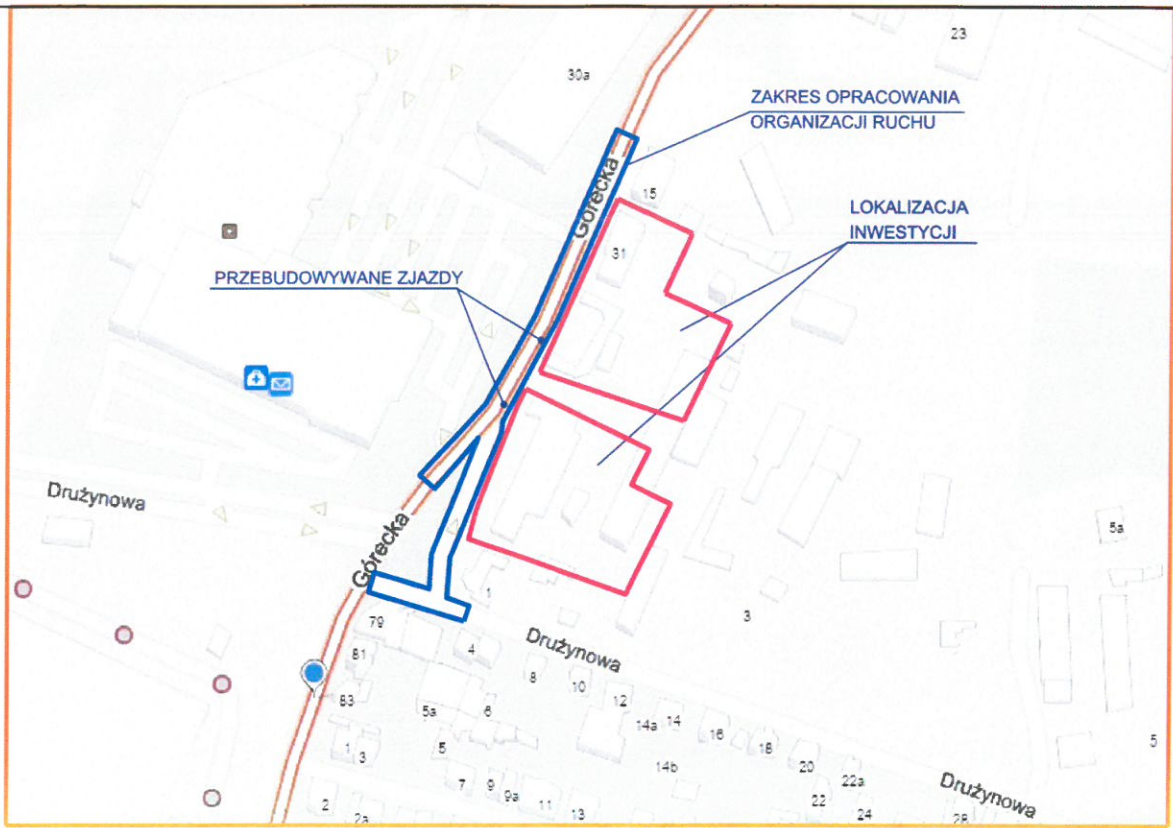 23
30a
ZAKRES OPRACOWANIA
ORGANIZACJI RUCHU
Górecka
15
LOKALIZACJA
INWESTYCJI
31
PRZEBUDOWYWANE ZJAZDY
Drużynowa
5a
Górecka
1
3
79
Drużynowa
4
81
8
10
83
12
5a
6
14a
14
16
18
5
1
3
5
14b
20
22a
7
9
9a
11
13
Drużynowa
2
2a
22
24
28